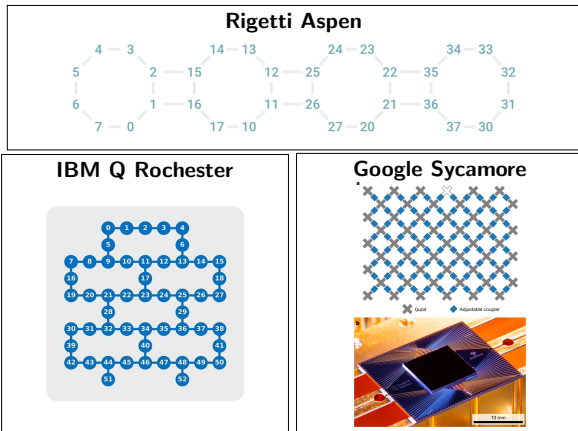 Rigetti Aspen
4 3 14 13 24 23 34 33
5 2 15 12 25 22 35 32
6 1 16 11 26 21 36 31
7 0 17 10 27 20 37 30
IBM Q Rochester
0 1 2 3 4
5 6
7 8 9 10 11 12 13 14 15
16 17 18
19 20 21 22 23 24 25 26 27
28 29
30 31 32 33 34 35 36 37 38
39 40 41
42 43 44 45 46 47 48 49 50
51 52
Google Sycamore
a
Qubit Adjustable coupler
b
10 mm